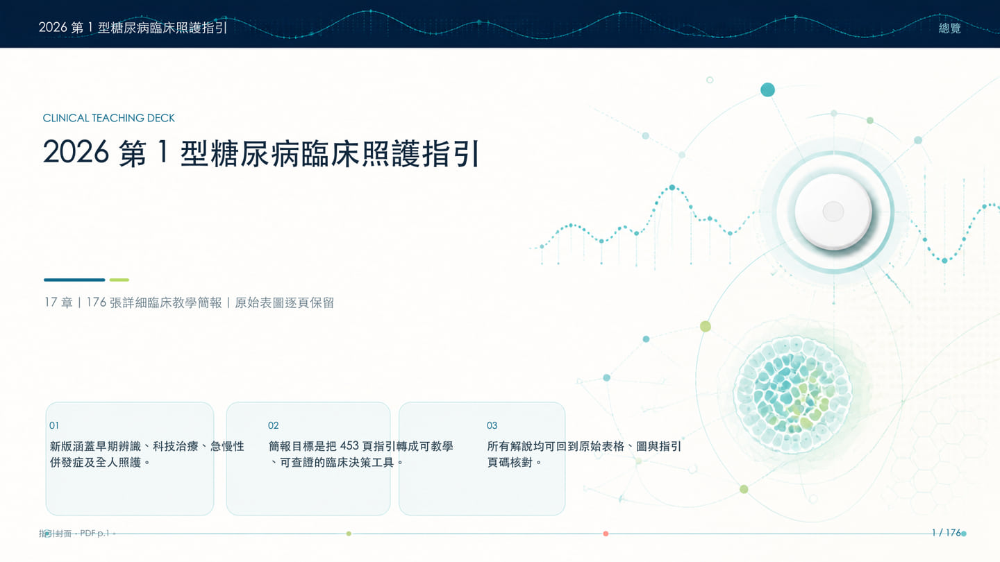 2026 第 1 型糖尿病臨床照護指引
總覽
CLINICAL TEACHING DECK
2026 第 1 型糖尿病臨床照護指引
17 章｜176 張詳細臨床教學簡報｜原始表圖逐頁保留
01
新版涵蓋早期辨識、科技治療、急慢性
併發症及全人照護。
02
簡報目標是把 453 頁指引轉成可教學
、可查證的臨床決策工具。
03
所有解說均可回到原始表格、圖與指引
頁碼核對。
指引封面・PDF p.1
1 / 176